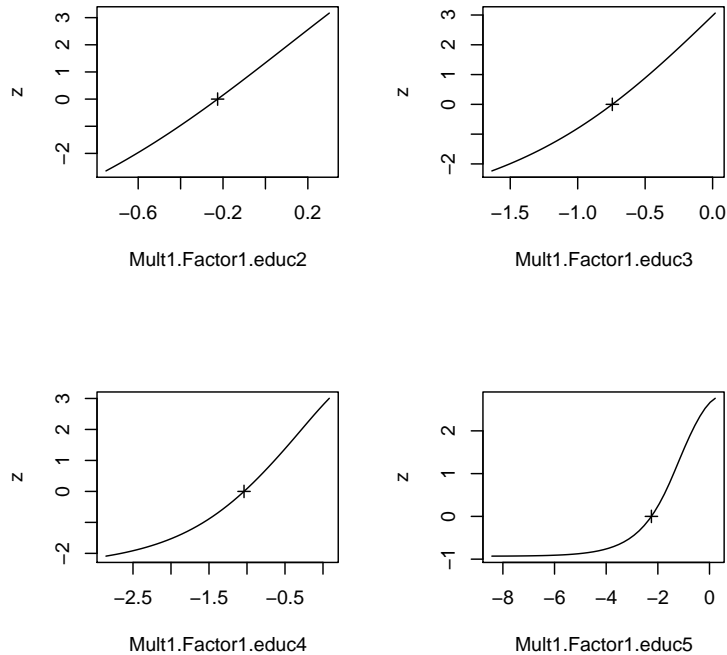 z
3
2
1
0
−2
−0.6 −0.2 0.2
Mult1.Factor1.educ2
z
3
2
1
0
−2
−1.5 −1.0 −0.5 0.0
Mult1.Factor1.educ3
z
3
2
1
0
−2
−2.5 −1.5 −0.5
Mult1.Factor1.educ4
z
2
1
0
−1
−8 −6 −4 −2 0
Mult1.Factor1.educ5